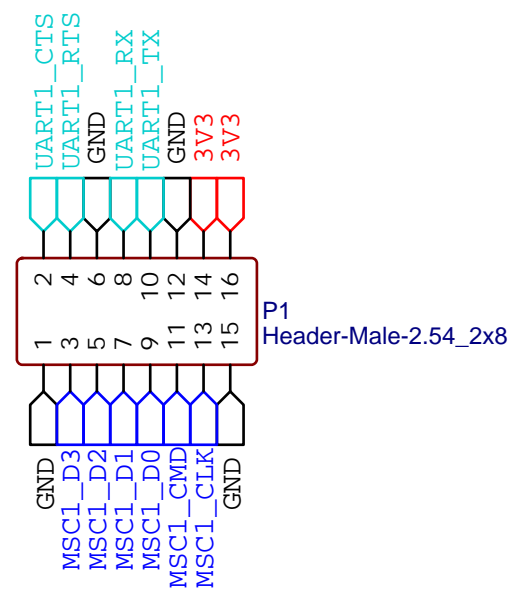 UART1_CTS
UART1_RTS
GND
UART1_RX
UART1_TX
GND
3V3
3V3
2
4
6
8
10
12
14
16
1
3
5
7
9
11
13
15
P1
Header-Male-2.54_2x8
GND
MSC1_D3
MSC1_D2
MSC1_D1
MSC1_D0
MSC1_CMD
MSC1_CLK
GND